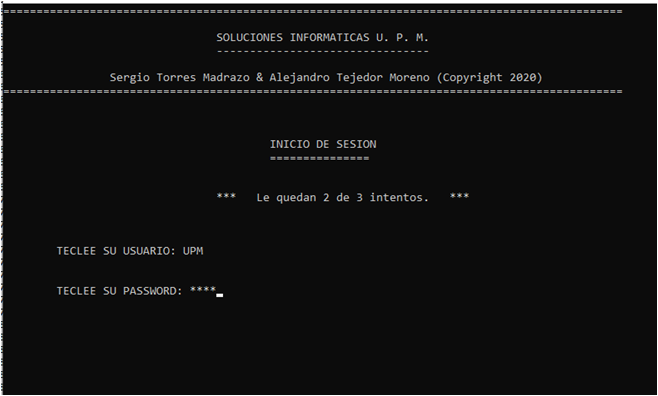 =============================================================================================
SOLUCIONES INFORMATICAS U. P. M.
--------------------------------
Sergio Torres Madrazo & Alejandro Tejedor Moreno (Copyright 2020)
=============================================================================================
INICIO DE SESION
===============
*** Le quedan 2 de 3 intentos. ***
TECLEE SU USUARIO: UPM
TECLEE SU PASSWORD: ****